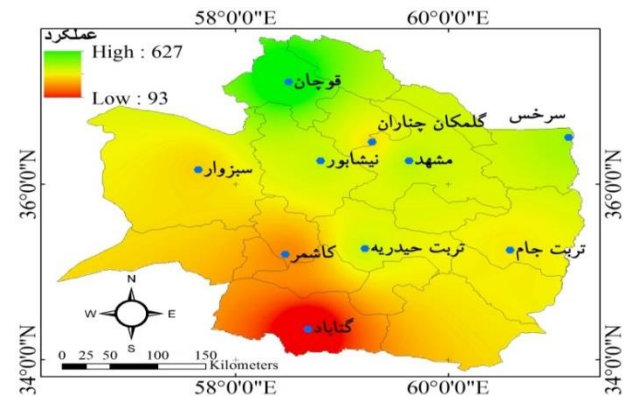 58°0'0"E 60°0'0"E
عملکرد
High : 627
Low : 93
قوچان
گلمکان چناران
سرخس
سبزوار
نیشابور
مشهد
36°0'0"N
36°0'0"N
کاشمر
تربت حیدریه
تربت جام
گناباد
N
W E
S
0 25 50 100 150
Kilometers
34°0'0"N
34°0'0"N
58°0'0"E 60°0'0"E